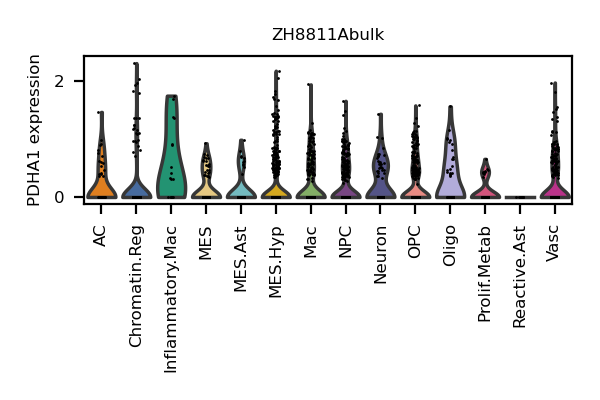 ZH8811Abulk
PDHA1 expression
2
0
AC
Chromatin.Reg
Inflammatory.Mac
MES
MES.Ast
MES.Hyp
Mac
NPC
Neuron
OPC
Oligo
Prolif.Metab
Reactive.Ast
Vasc